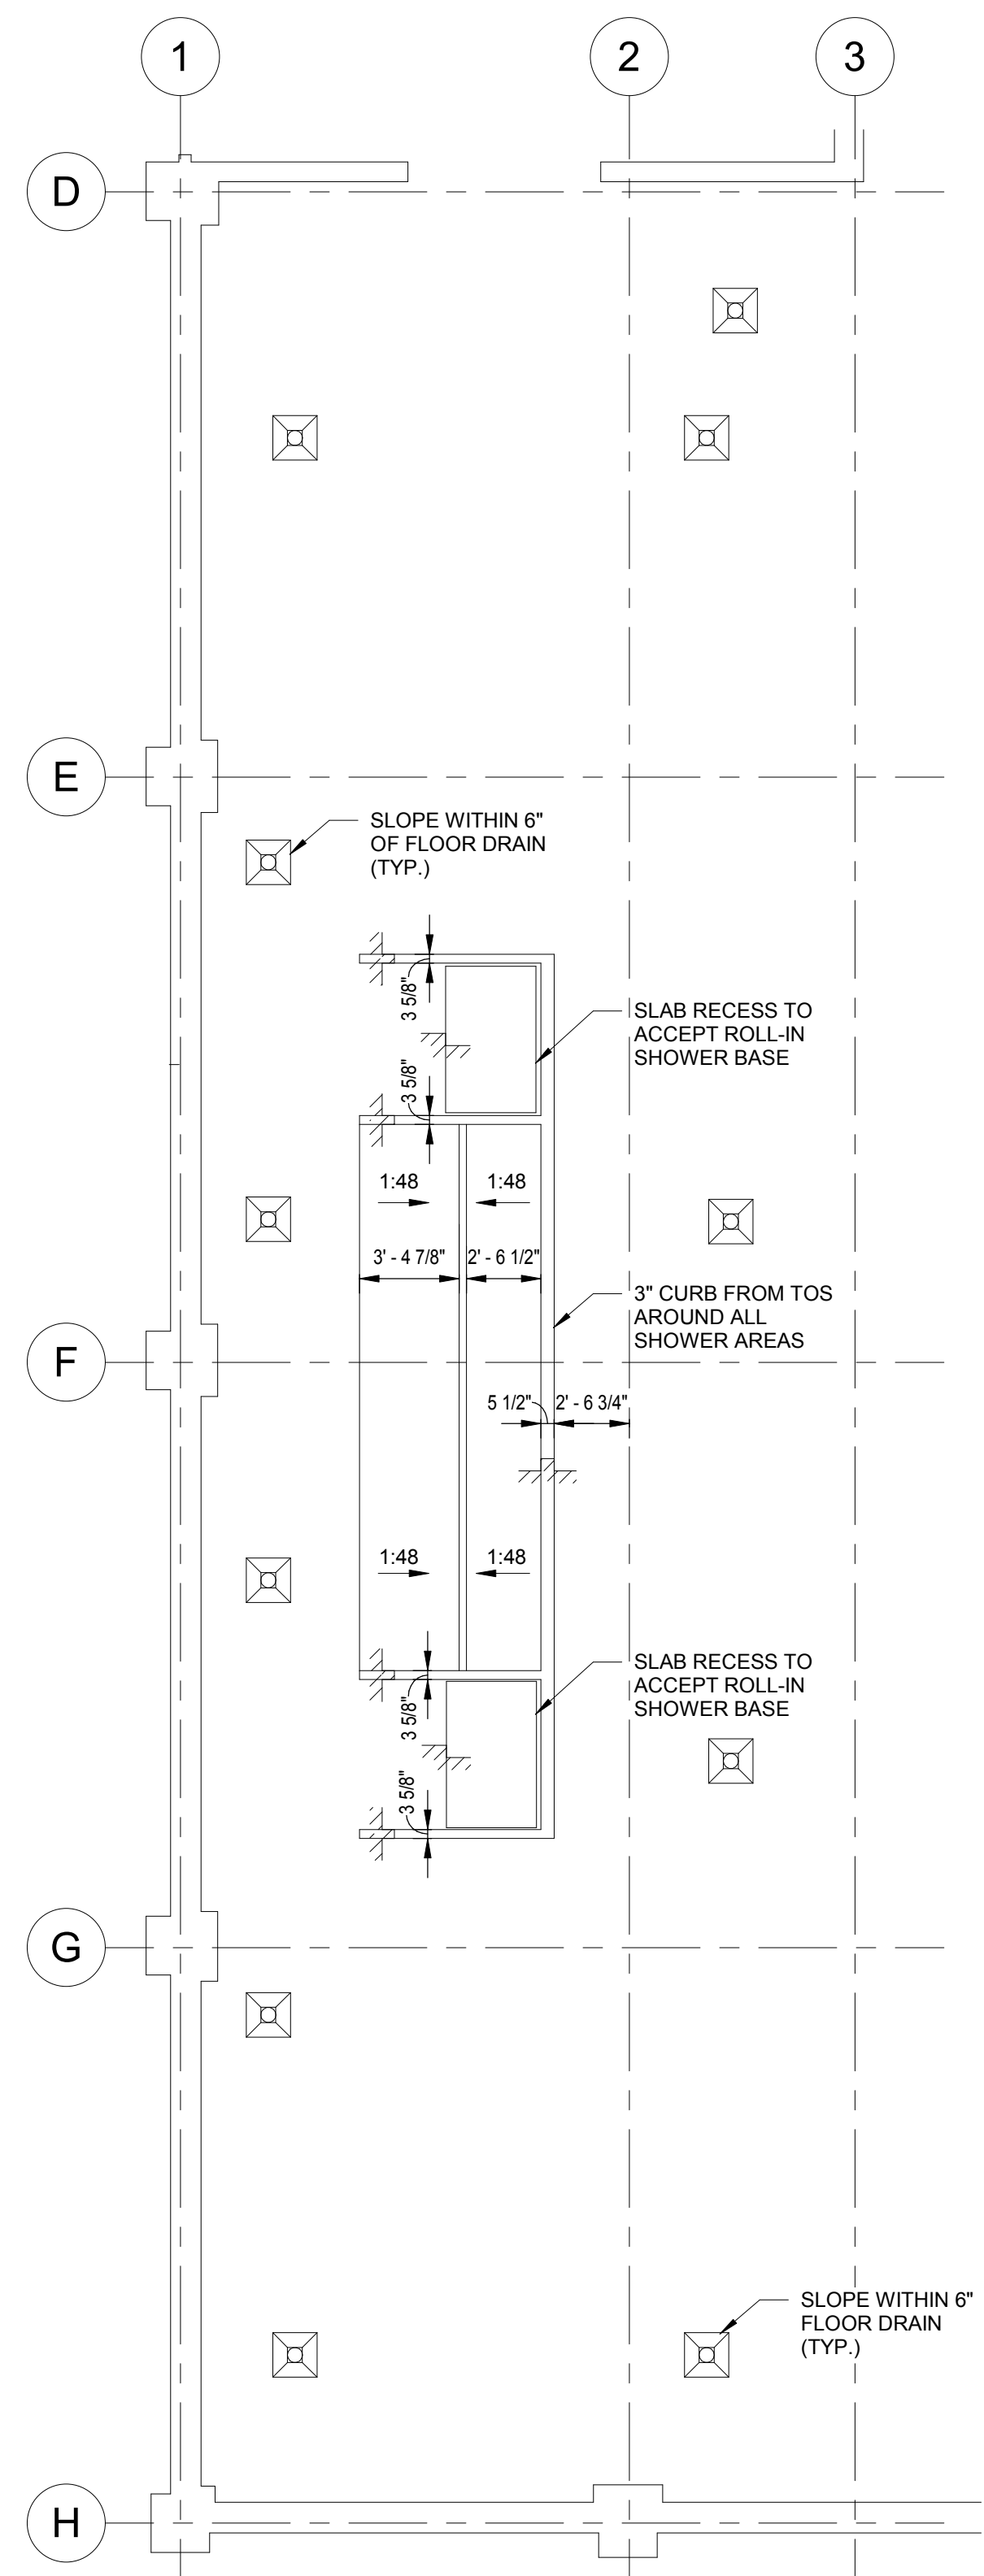 1
2
3
D
E
SLOPE WITHIN 6"
OF FLOOR DRAIN
(TYP.)
3 5/8"
SLAB RECESS TO
ACCEPT ROLL-IN
SHOWER BASE
3 5/8"
1:48
1:48
3' - 4 7/8"
2' - 6 1/2"
3" CURB FROM TOS
AROUND ALL
SHOWER AREAS
F
5 1/2"
2' - 6 3/4"
1:48
1:48
SLAB RECESS TO
ACCEPT ROLL-IN
SHOWER BASE
3 5/8"
3 5/8"
G
SLOPE WITHIN 6"
FLOOR DRAIN
(TYP.)
H